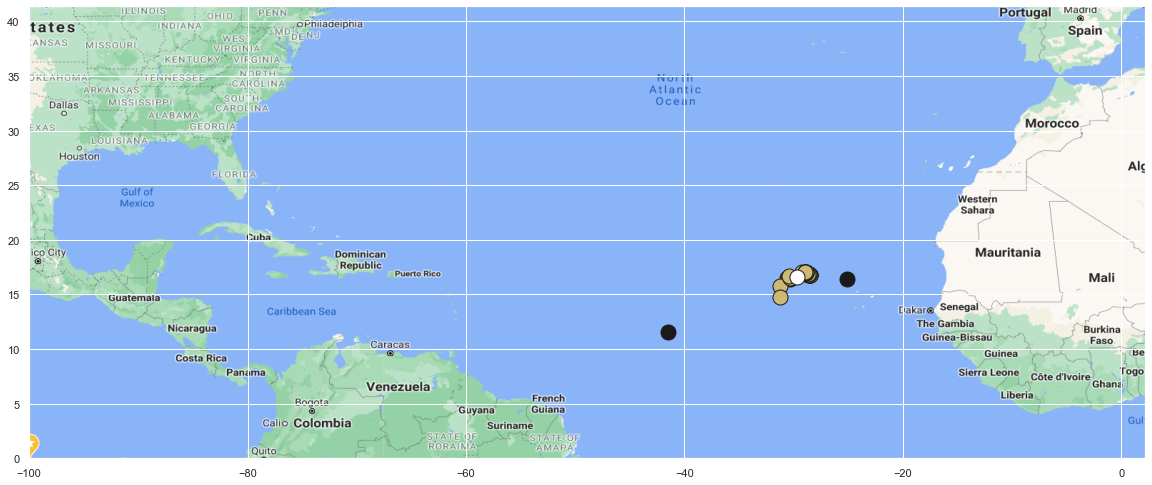 40
35
30
25
20
15
10
5
0
−100
−80
−60
−40
−20
0
tates
ILLINOIS
OHIO
PENN
INDIANA
Philadelphia
MD
DE
NJ
KANSAS
MISSOURI
WEST
VIRGINIA
KENTUCKY
VIRGINIA
OKLAHOMA
TENNESSEE
NORTH
CAROLINA
ARKANSAS
SOUTH
CAROLINA
MISSISSIPPI
Dallas
ALABAMA
GEORGIA
EXAS
LOUISIANA
Houston
FLORIDA
Gulf of
Mexico
Cuba
ico City
Dominican
Republic
Puerto Rico
Guatemala
Caribbean Sea
Nicaragua
Costa Rica
Panama
Caracas
Venezuela
Bogota
Cali
Colombia
Guyana
French
Guiana
Suriname
STATE OF
RORAIMA
STATE OF
AMAPA
Quito
North
Atlantic
Ocean
Portugal
Madrid
Spain
Morocco
Alg
Western
Sahara
Mauritania
Mali
Dakar
Senegal
The Gambia
Guinea-Bissau
Burkina
Faso
Guinea
Be
Sierra Leone
Côte d'Ivoire
Togo
Ghana
Liberia
Gulf